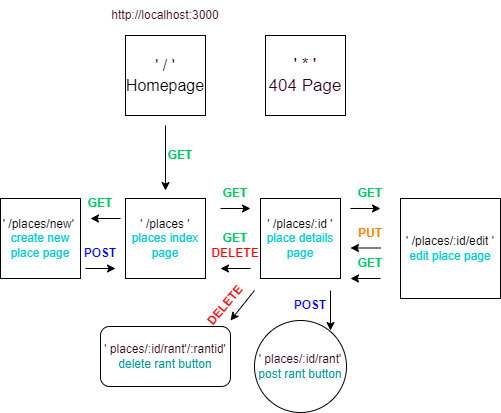 http://localhost:3000
' / '
Homepage
' * '
404 Page
GET
GET
GET
GET
' /places/new'
create new
place page
' /places '
places index
page
' /places/:id '
place details
page
' /places/:id/edit '
edit place page
POST
GET
DELETE
PUT
GET
DELETE
POST
' places/:id/rant'/:rantid'
delete rant button
' places/:id/rant'
post rant button